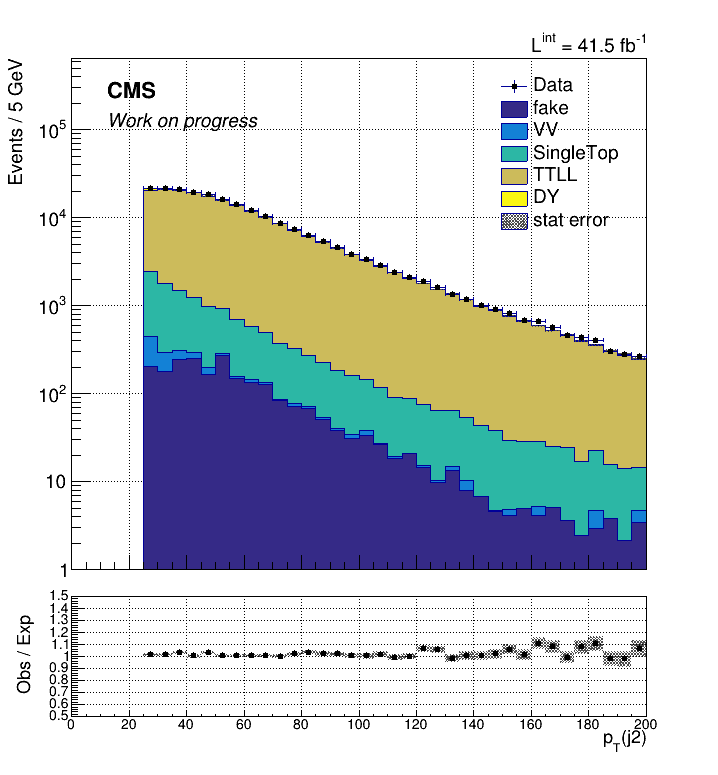 L^int = 41.5 fb^-1
Events / 5 GeV
CMS
Work on progress
Data
fake
VV
SingleTop
TTLL
DY
stat error
10^5
10^4
10^3
10^2
10
1
Obs / Exp
1.5
1.4
1.3
1.2
1.1
1
0.9
0.8
0.7
0.6
0.5
0 20 40 60 80 100 120 140 160 180 200
p_T(j2)